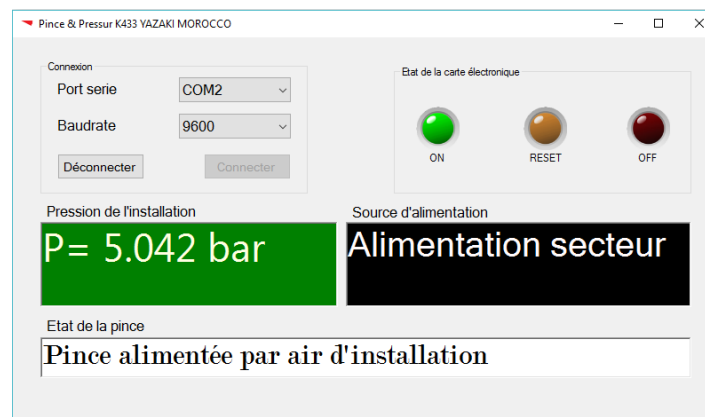 Pince & Pressur K433 YAZAKI MOROCCO
Connexion
Port serie
COM2
Baudrate
9600
Déconnecter
Connecter
Etat de la carte électronique
ON
RESET
OFF
Pression de l'installation
P= 5.042 bar
Source d'alimentation
Alimentation secteur
Etat de la pince
Pince alimentée par air d'installation